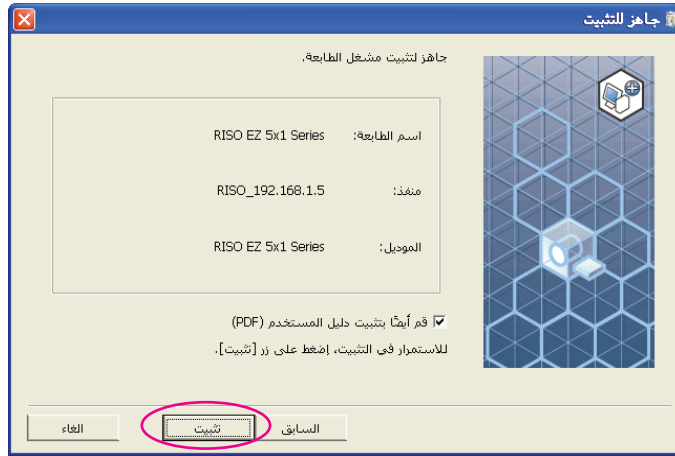 جاهز للتثبيت
جاهز لتثبيت مشغل الطابعة.
اسم الطابعة: RISO EZ 5x1 Series
منفذ: RISO_192.168.1.5
الموديل: RISO EZ 5x1 Series
قم أيضًا بتثبيت دليل المستخدم (PDF)
للاستمرار في التثبيت، إضغط على زر [تثبيت].
السابق تثبيت الغاء